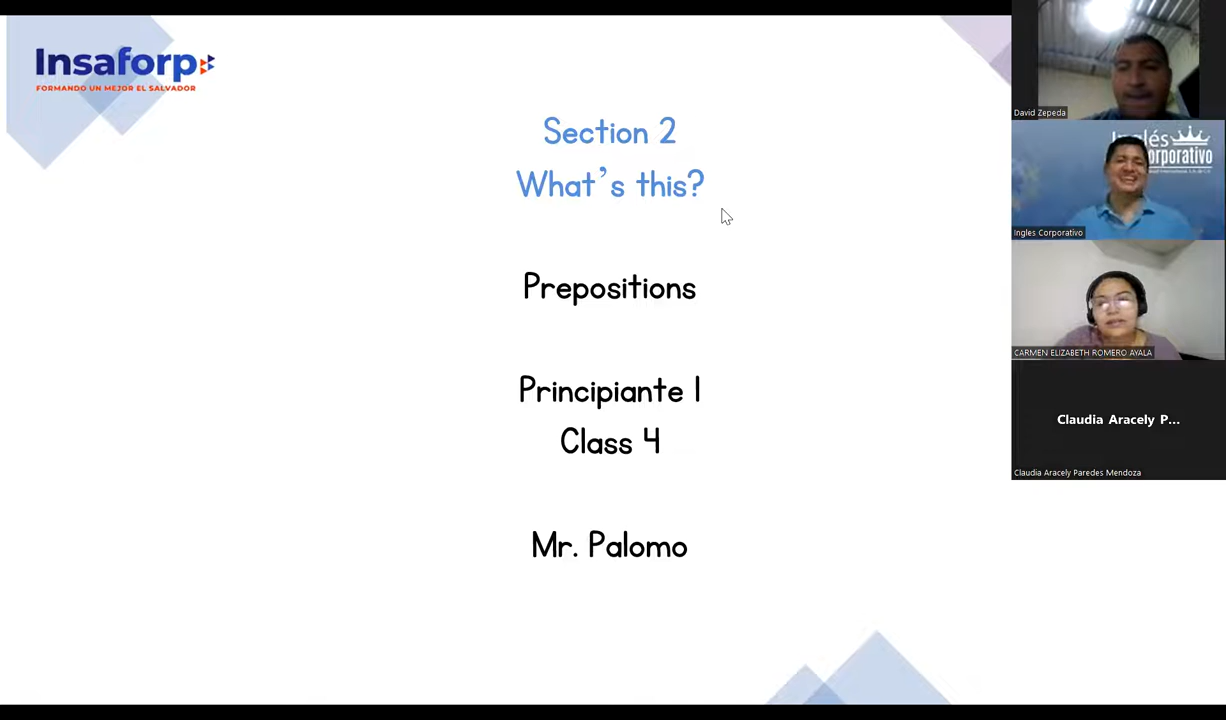 Insaforp
FORMANDO UN MEJOR EL SALVADOR
Section 2
What's this?
Prepositions
Principiante 1
Class 4
Mr. Palomo
David Zepeda
Inglés
Corporativo
Ingles Corporativo
CARMEN ELIZABETH ROMERO AYALA
Claudia Aracely P...
Claudia Aracely Paredes Mendoza